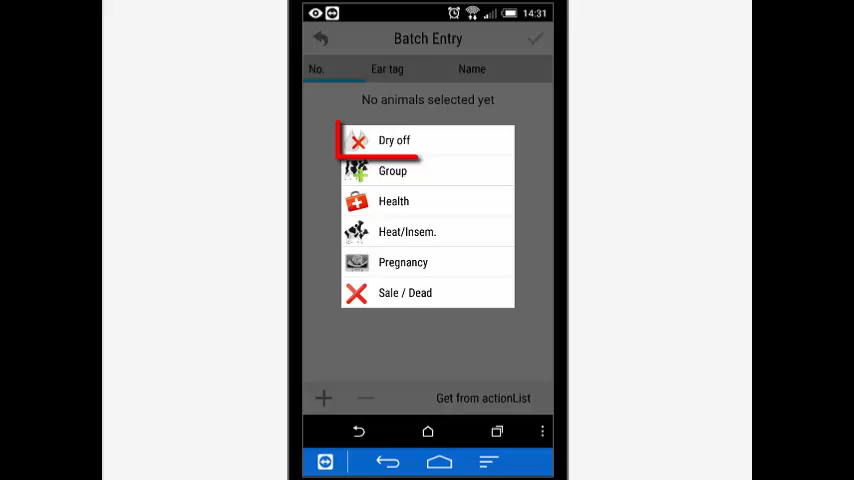 14:31
Batch Entry
No. Ear tag Name
No animals selected yet
Dry off
Group
Health
Heat/Insem.
Pregnancy
Sale / Dead
Get from actionList